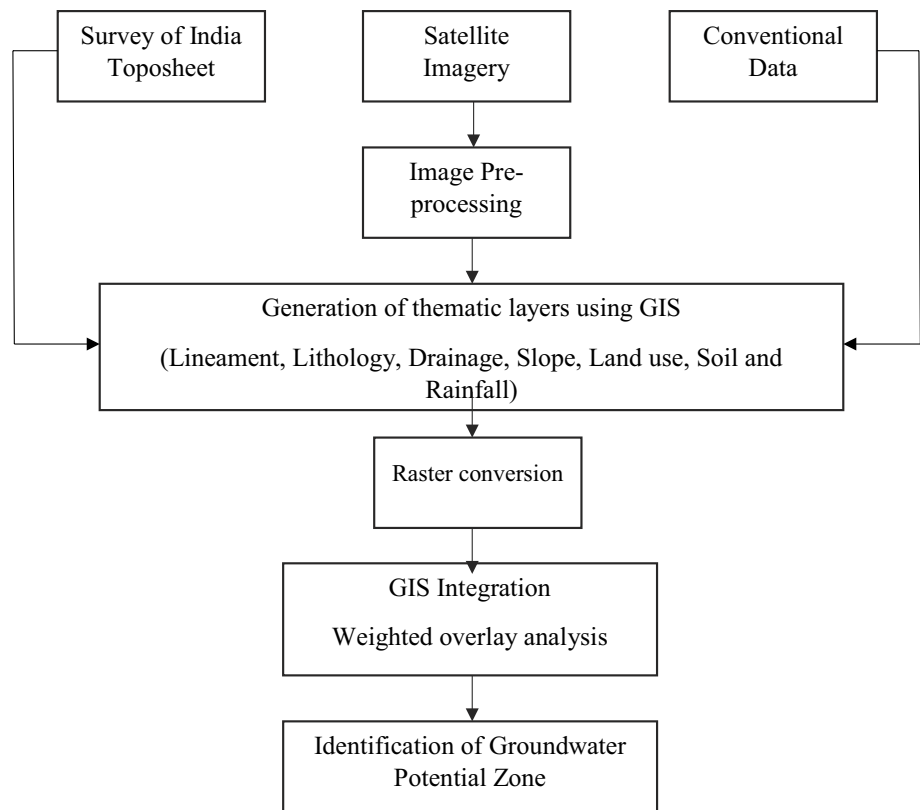 Survey of India
Toposheet
Satellite
Imagery
Conventional
Data
Image Pre-
processing
Generation of thematic layers using GIS
(Lineament, Lithology, Drainage, Slope, Land use, Soil and
Rainfall)
Raster conversion
GIS Integration
Weighted overlay analysis
Identification of Groundwater
Potential Zone